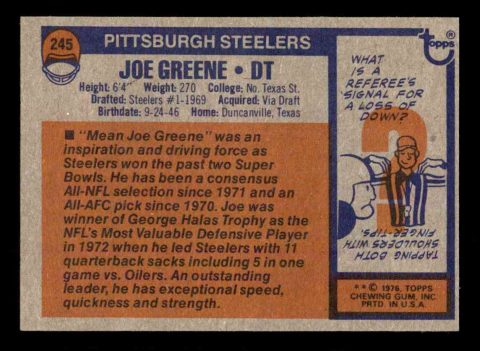 245
PITTSBURGH STEELERS
JOE GREENE • DT
Height: 6'4" Weight: 270 College: No. Texas St.
Drafted: Steelers #1-1969 Acquired: Via Draft
Birthdate: 9-24-46 Home: Duncanville, Texas
■ "Mean Joe Greene" was an
inspiration and driving force as
Steelers won the past two Super
Bowls. He has been a consensus
All-NFL selection since 1971 and an
All-AFC pick since 1970. Joe was
winner of George Halas Trophy as the
NFL's Most Valuable Defensive Player
in 1972 when he led Steelers with 11
quarterback sacks including 5 in one
game vs. Oilers. An outstanding
leader, he has exceptional speed,
quickness and strength.
topps®
WHAT
IS A
REFEREE'S
SIGNAL FOR
A LOSS OF
DOWN?
TAPPING BOTH
SHOULDERS WITH
FINGER-TIPS.
** © 1976, TOPPS
CHEWING GUM, INC
PRTD. IN U.S.A.